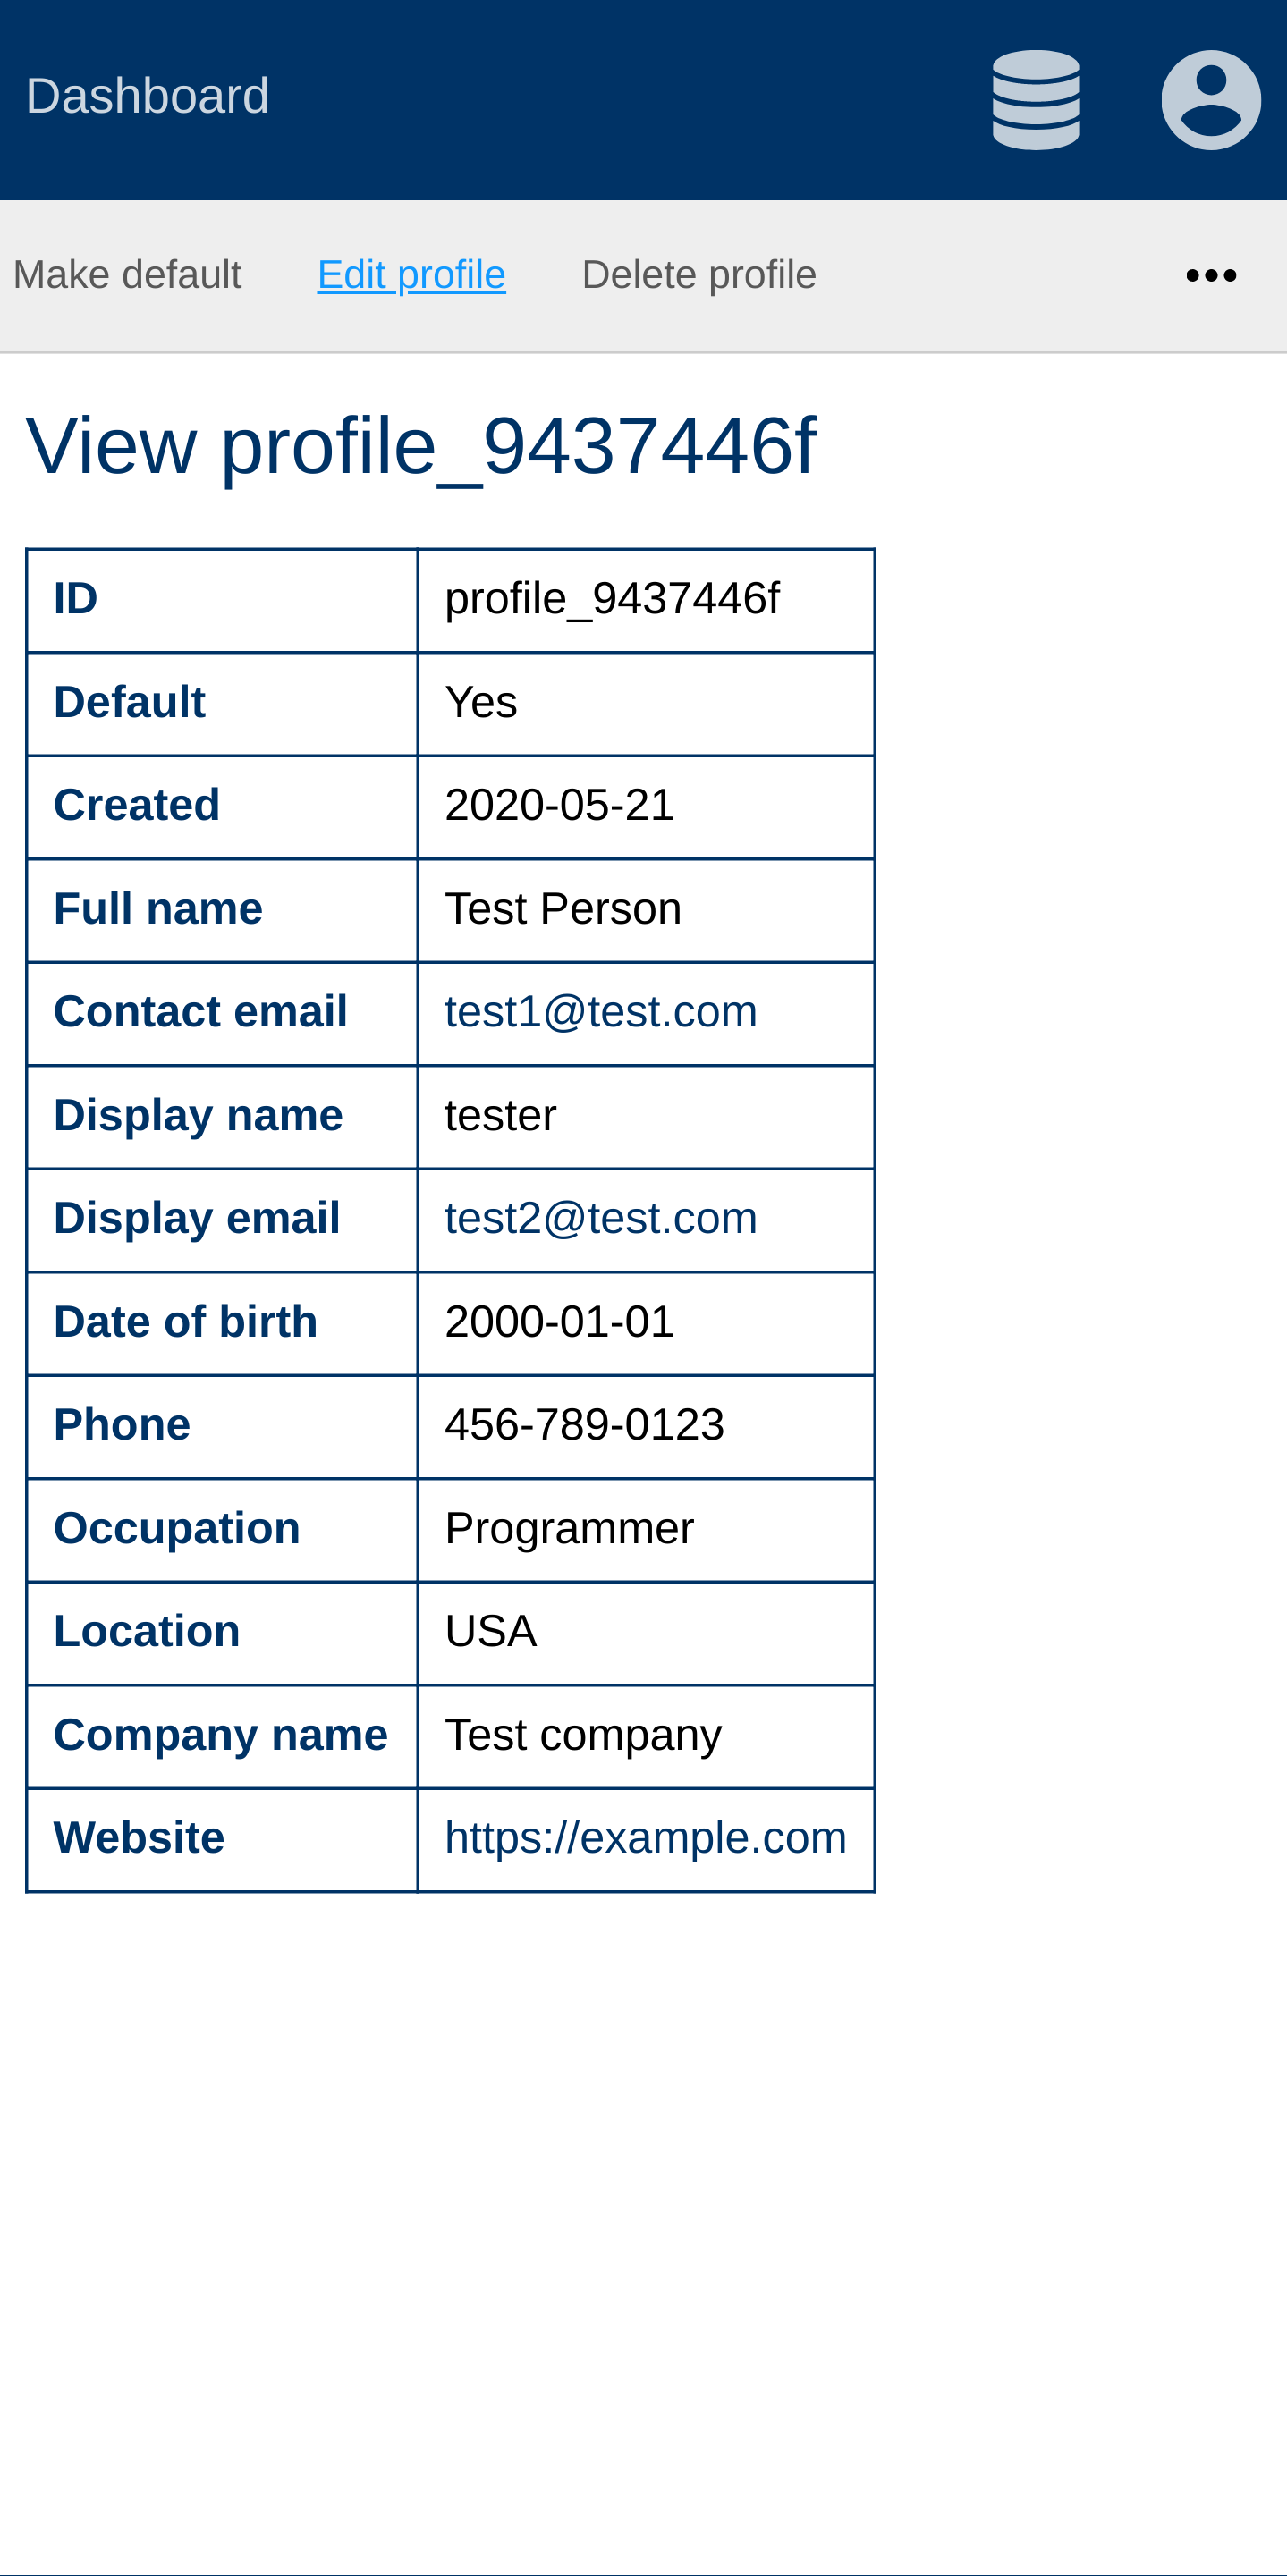 Dashboard
Make default Edit profile Delete profile •••
View profile_9437446f
ID profile_9437446f
Default Yes
Created 2020-05-21
Full name Test Person
Contact email test1@test.com
Display name tester
Display email test2@test.com
Date of birth 2000-01-01
Phone 456-789-0123
Occupation Programmer
Location USA
Company name Test company
Website https://example.com